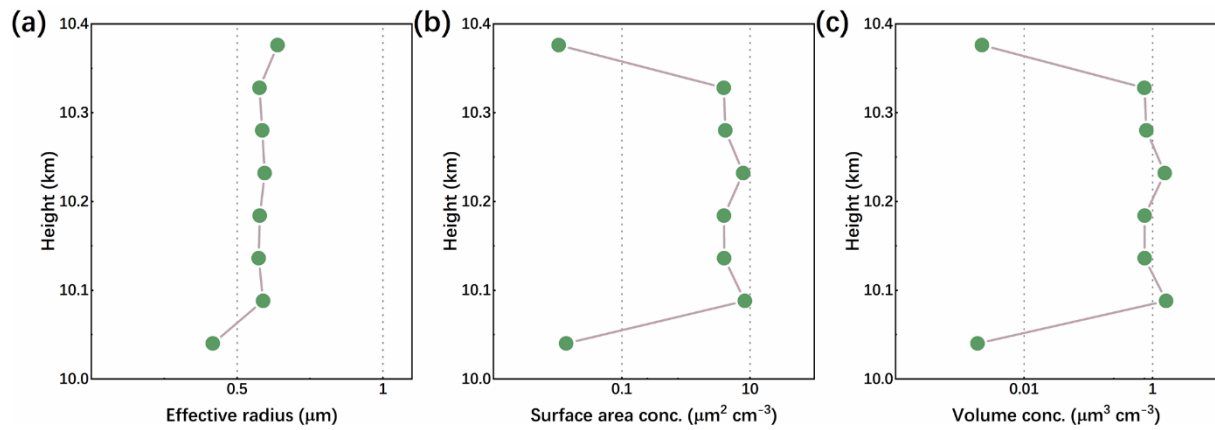 (a)
10.4
10.3
10.2
10.1
10.0
Height (km)
0.5
1
Effective radius (μm)
(b)
10.4
10.3
10.2
10.1
10.0
Height (km)
0.1
10
Surface area conc. (μm² cm⁻³)
(c)
10.4
10.3
10.2
10.1
10.0
Height (km)
0.01
1
Volume conc. (μm³ cm⁻³)